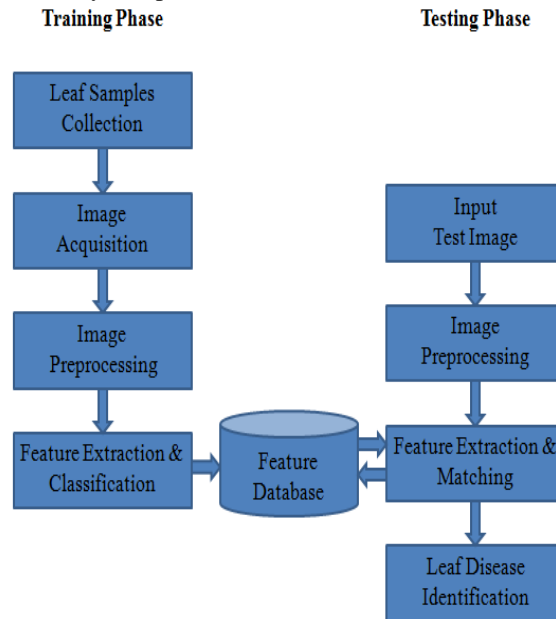 Training Phase
Testing Phase
Leaf Samples
Collection
Image
Acquisition
Image
Preprocessing
Feature Extraction &
Classification
Feature
Database
Input
Test Image
Image
Preprocessing
Feature Extraction &
Matching
Leaf Disease
Identification